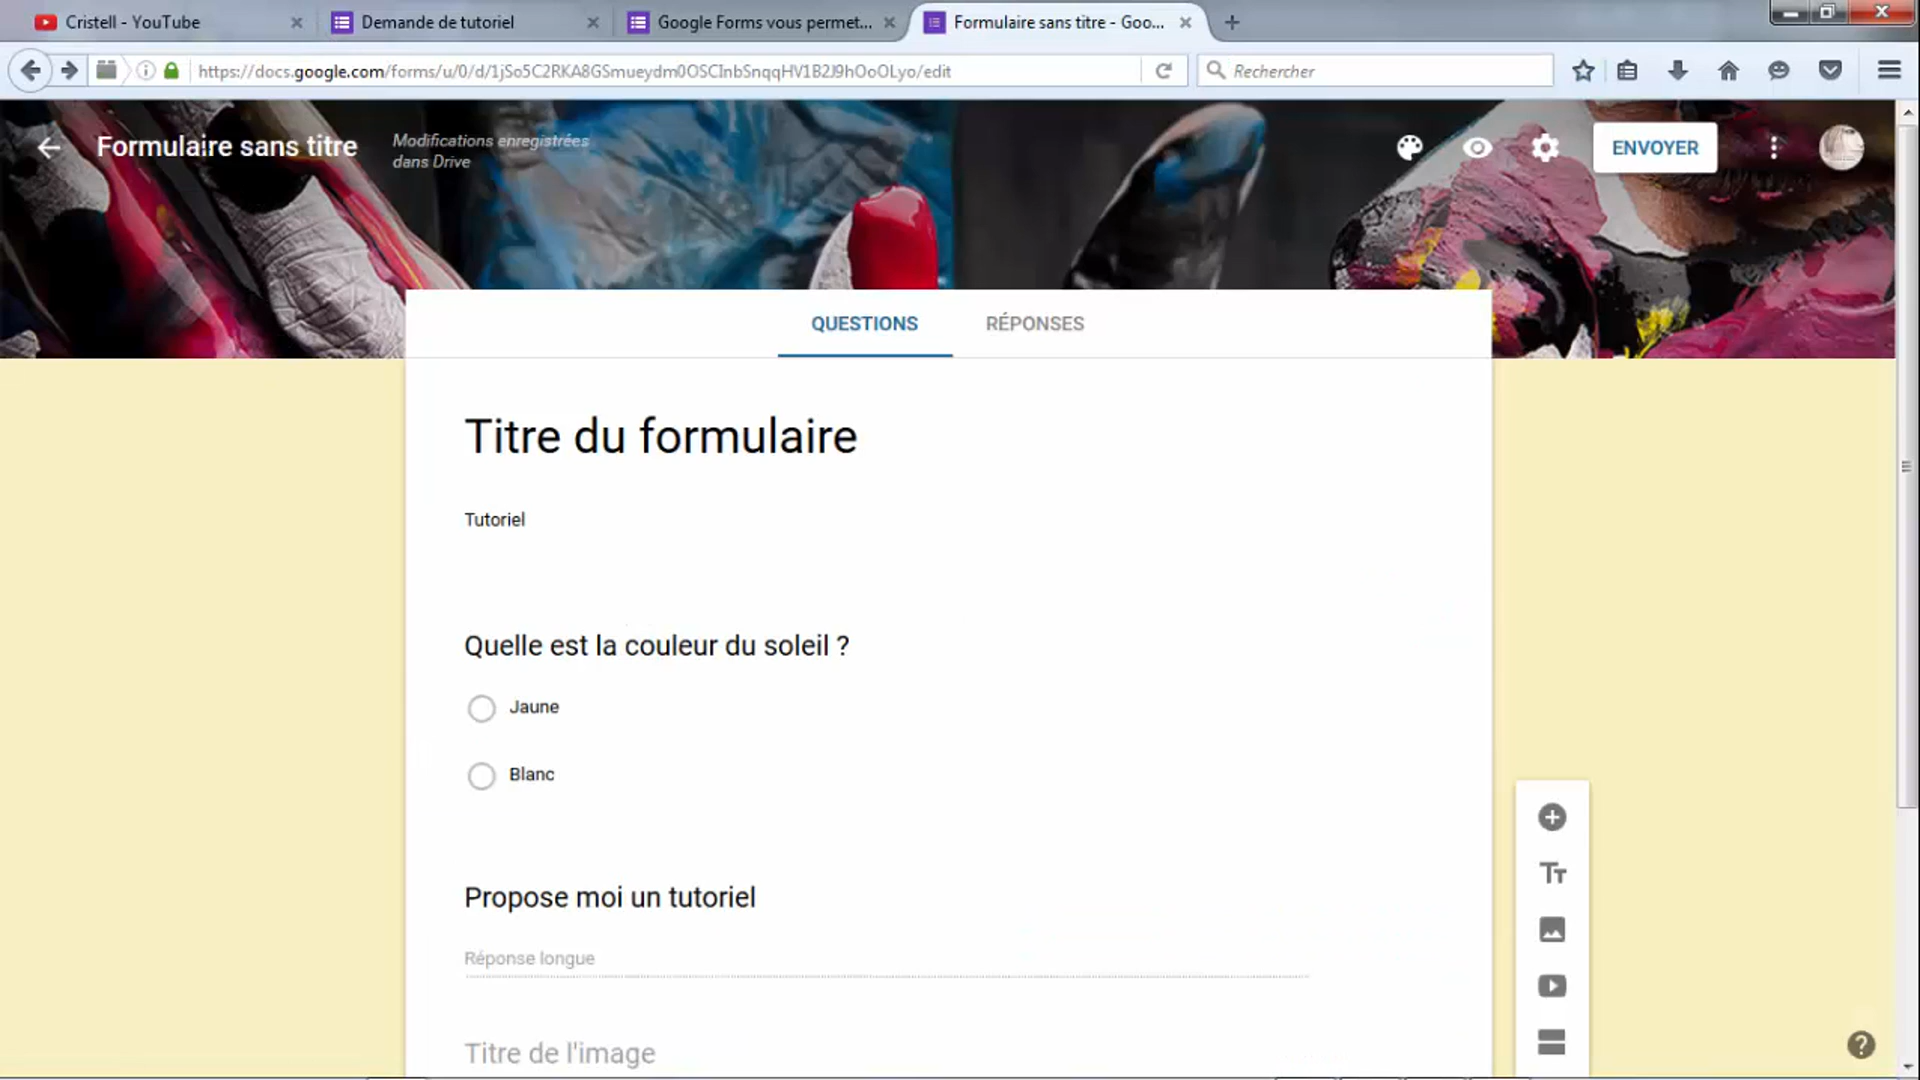 Cristell - YouTube
Demande de tutoriel
Google Forms vous permet...
Formulaire sans titre - Goo...
https://docs.google.com/forms/u/0/d/1jSo5C2RKA8GSmueydm0OSCInbSnqqHV1B2J9hOoOLyo/edit
Rechercher
Formulaire sans titre
Modifications enregistrées
dans Drive
ENVOYER
QUESTIONS
RÉPONSES
Titre du formulaire
Tutoriel
Quelle est la couleur du soleil ?
Jaune
Blanc
Propose moi un tutoriel
Réponse longue
Titre de l'image